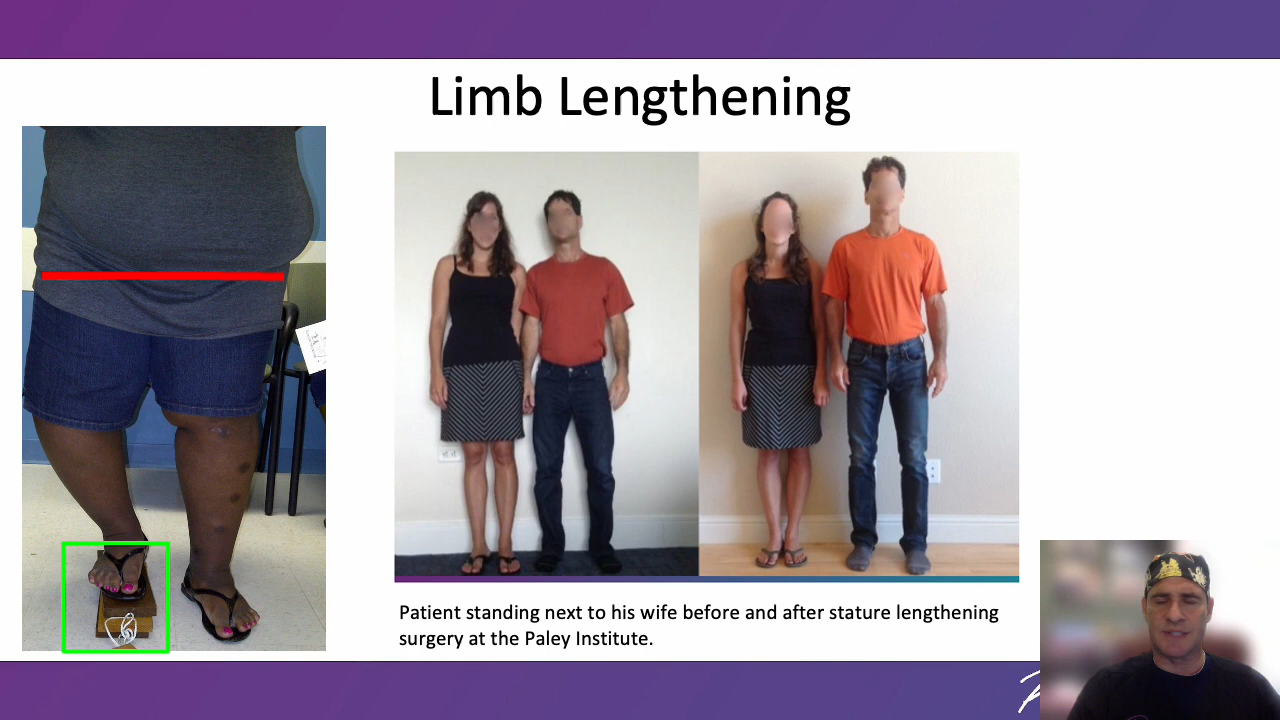 Limb Lengthening
Patient standing next to his wife before and after stature lengthening
surgery at the Paley Institute.